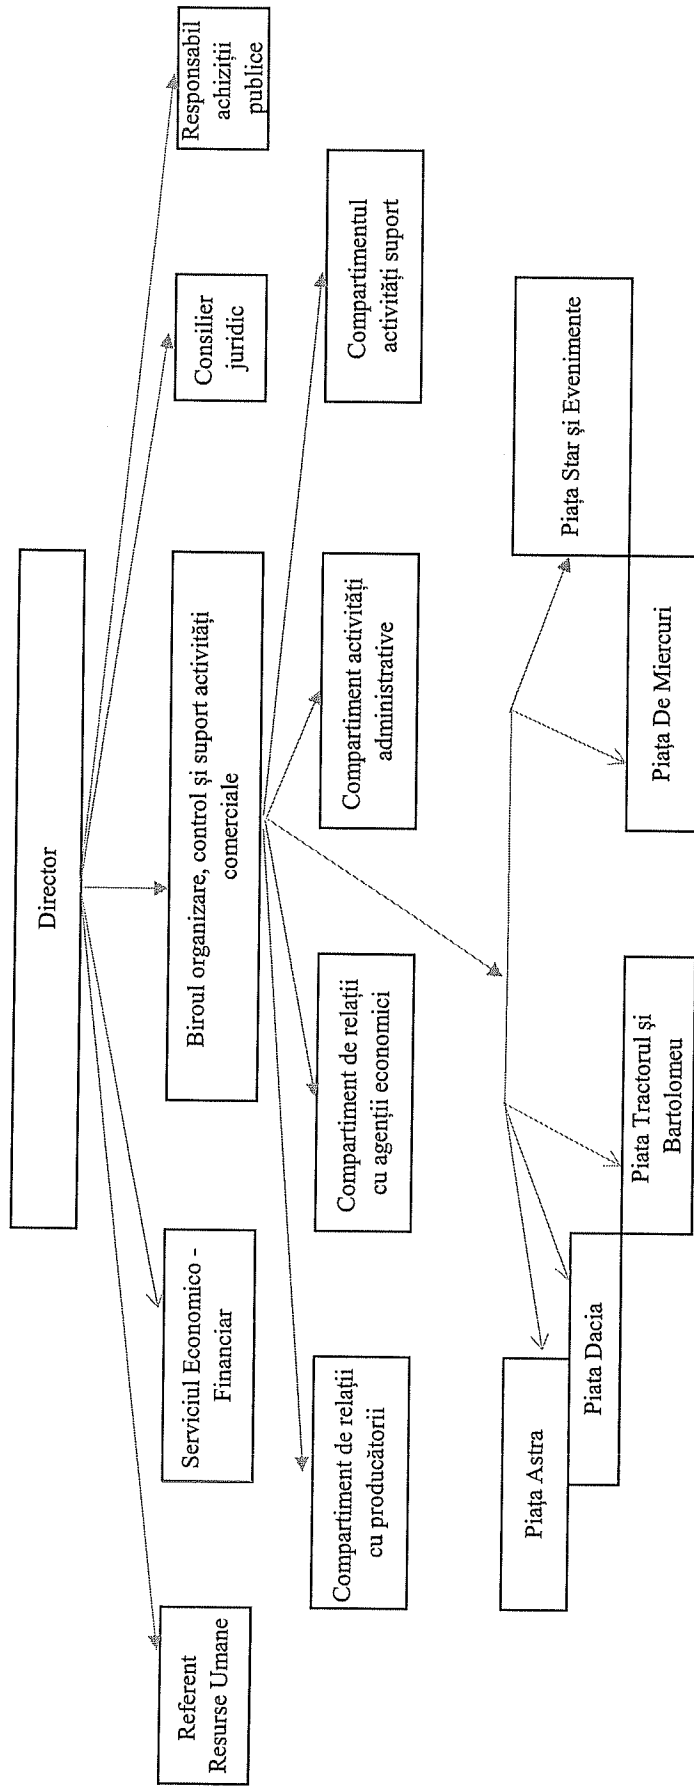 Director
Referent
Resurse Umane
Serviciul Economico -
Financiar
Biroul organizare, control și suport activități
comerciale
Consilier
juridic
Responsabil
achiziții
publice
Compartiment de relații
cu producătorii
Compartiment de relații
cu agenții economici
Compartiment activități
administrative
Compartimentul
activități suport
Piața Astra
Piata Dacia
Piata Tractorul și
Bartolomeu
Piața De Miercuri
Piața Star și Evenimente